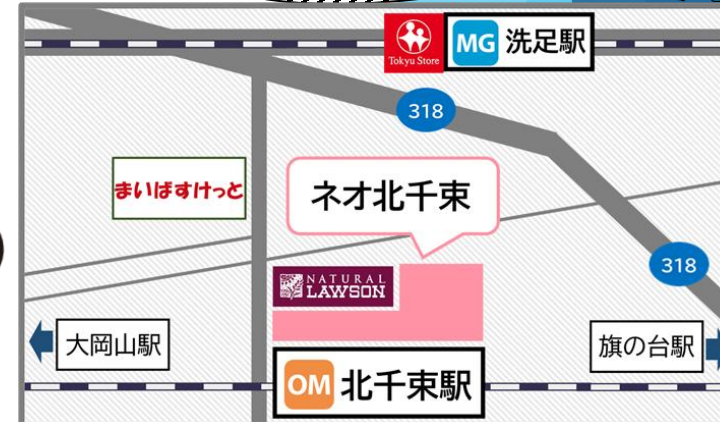 Tokyu Store
MG 洗足駅
318
まいばすけっと
ネオ北千束
318
NATURAL
LAWSON
大岡山駅
旗の台駅
OM 北千束駅